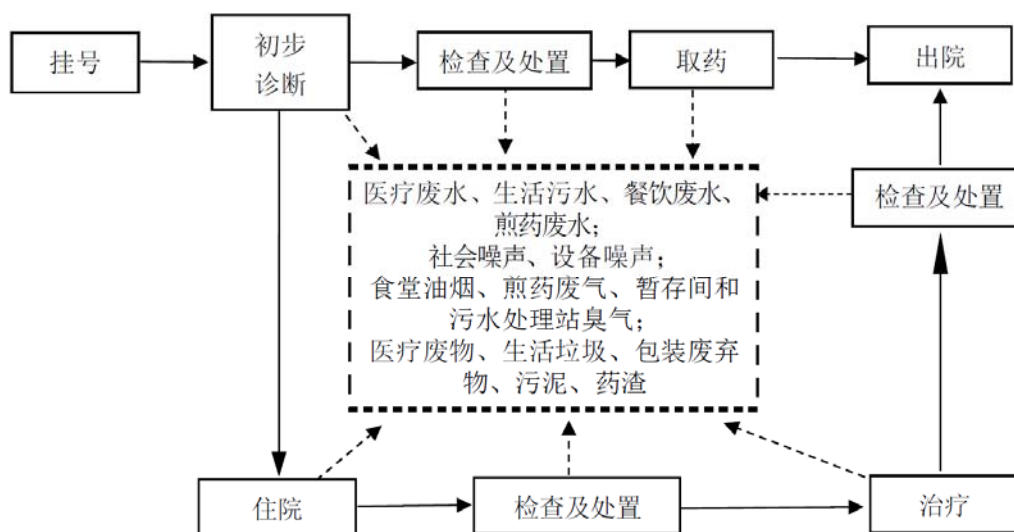 挂号
初步
诊断
检查及处置
取药
出院
医疗废水、生活污水、餐饮废水、
煎药废水；
社会噪声、设备噪声；
食堂油烟、煎药废气、暂存间和
污水处理站臭气；
医疗废物、生活垃圾、包装废弃
物、污泥、药渣
检查及处置
住院
检查及处置
治疗